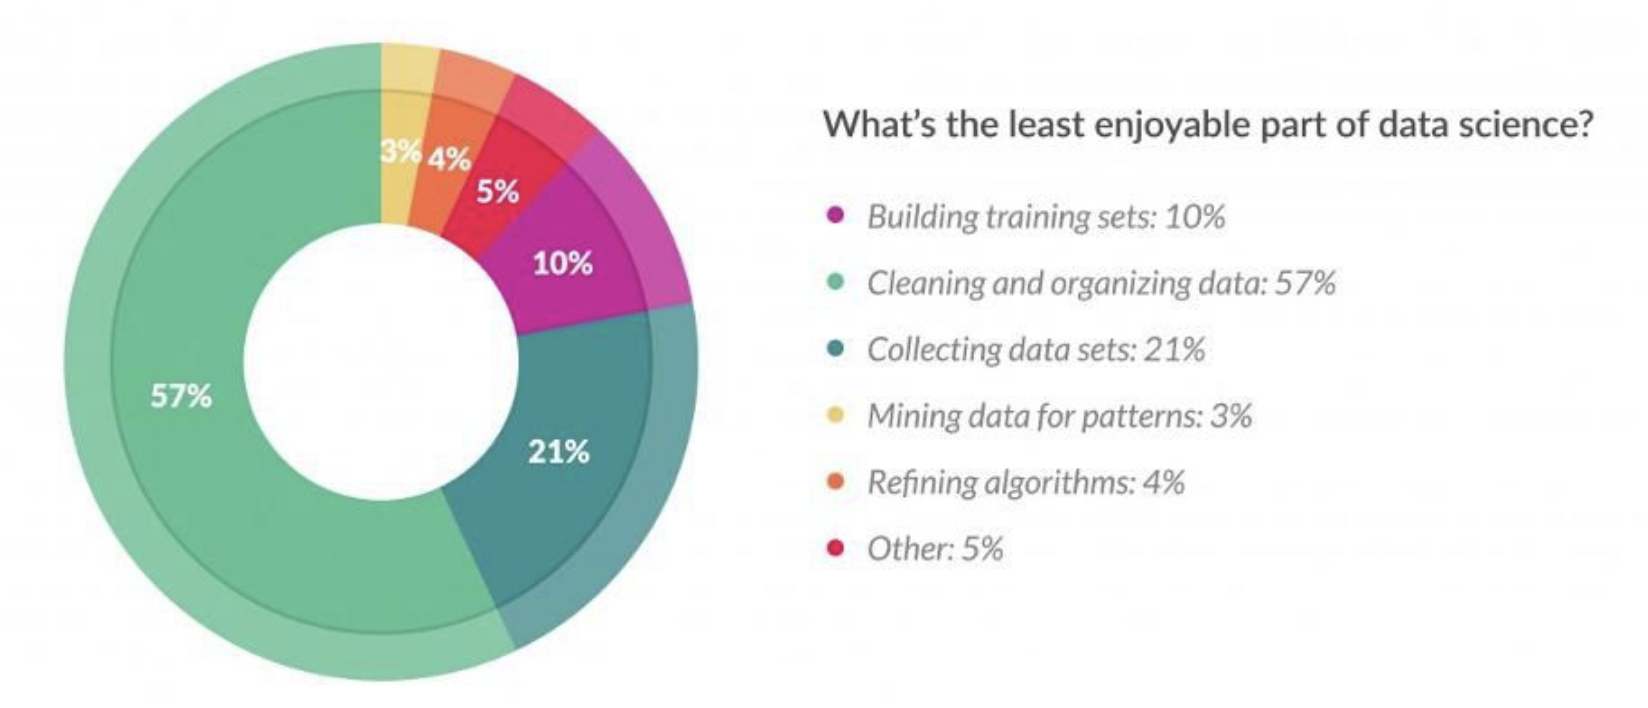 3%
4%
5%
10%
57%
21%
What's the least enjoyable part of data science?
Building training sets: 10%
Cleaning and organizing data: 57%
Collecting data sets: 21%
Mining data for patterns: 3%
Refining algorithms: 4%
Other: 5%